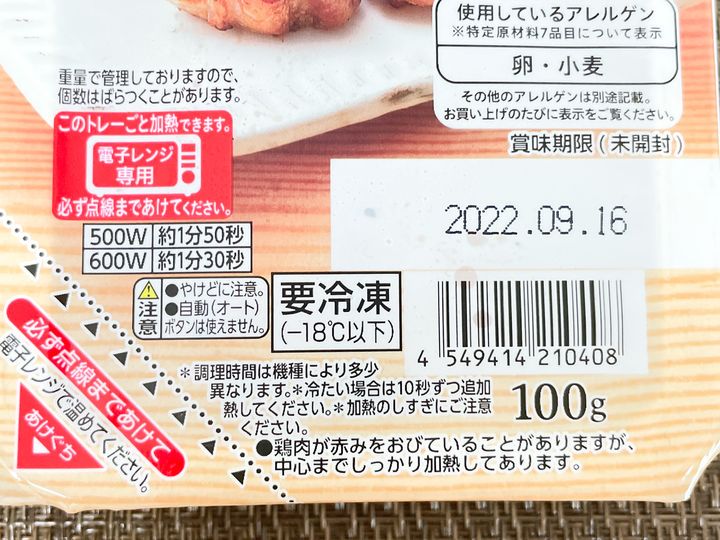 使用しているアレルゲン
※特定原材料7品目について表示
卵・小麦
その他のアレルゲンは別途記載。
お買い上げのたびに表示をご覧ください。
重量で管理しておりますので、
個数はばらつくことがあります。
このトレーごと加熱できます。
電子レンジ
専用
必ず点線まであけてください。
賞味期限(未開封)
2022.09.16
500W 約1分50秒
600W 約1分30秒
注意
●やけどに注意。
●自動(オート)
ボタンは使えません。
要冷凍
(−18℃以下)
4 549414 210408
必ず点線まであけて
電子レンジで温めてください。
あけぐち
＊調理時間は機種により多少
異なります。＊冷たい場合は10秒ずつ追加
熱してください。＊加熱のしすぎにご注意
ください。
100g
●鶏肉が赤みをおびていることがありますが、
中心までしっかり加熱してあります。